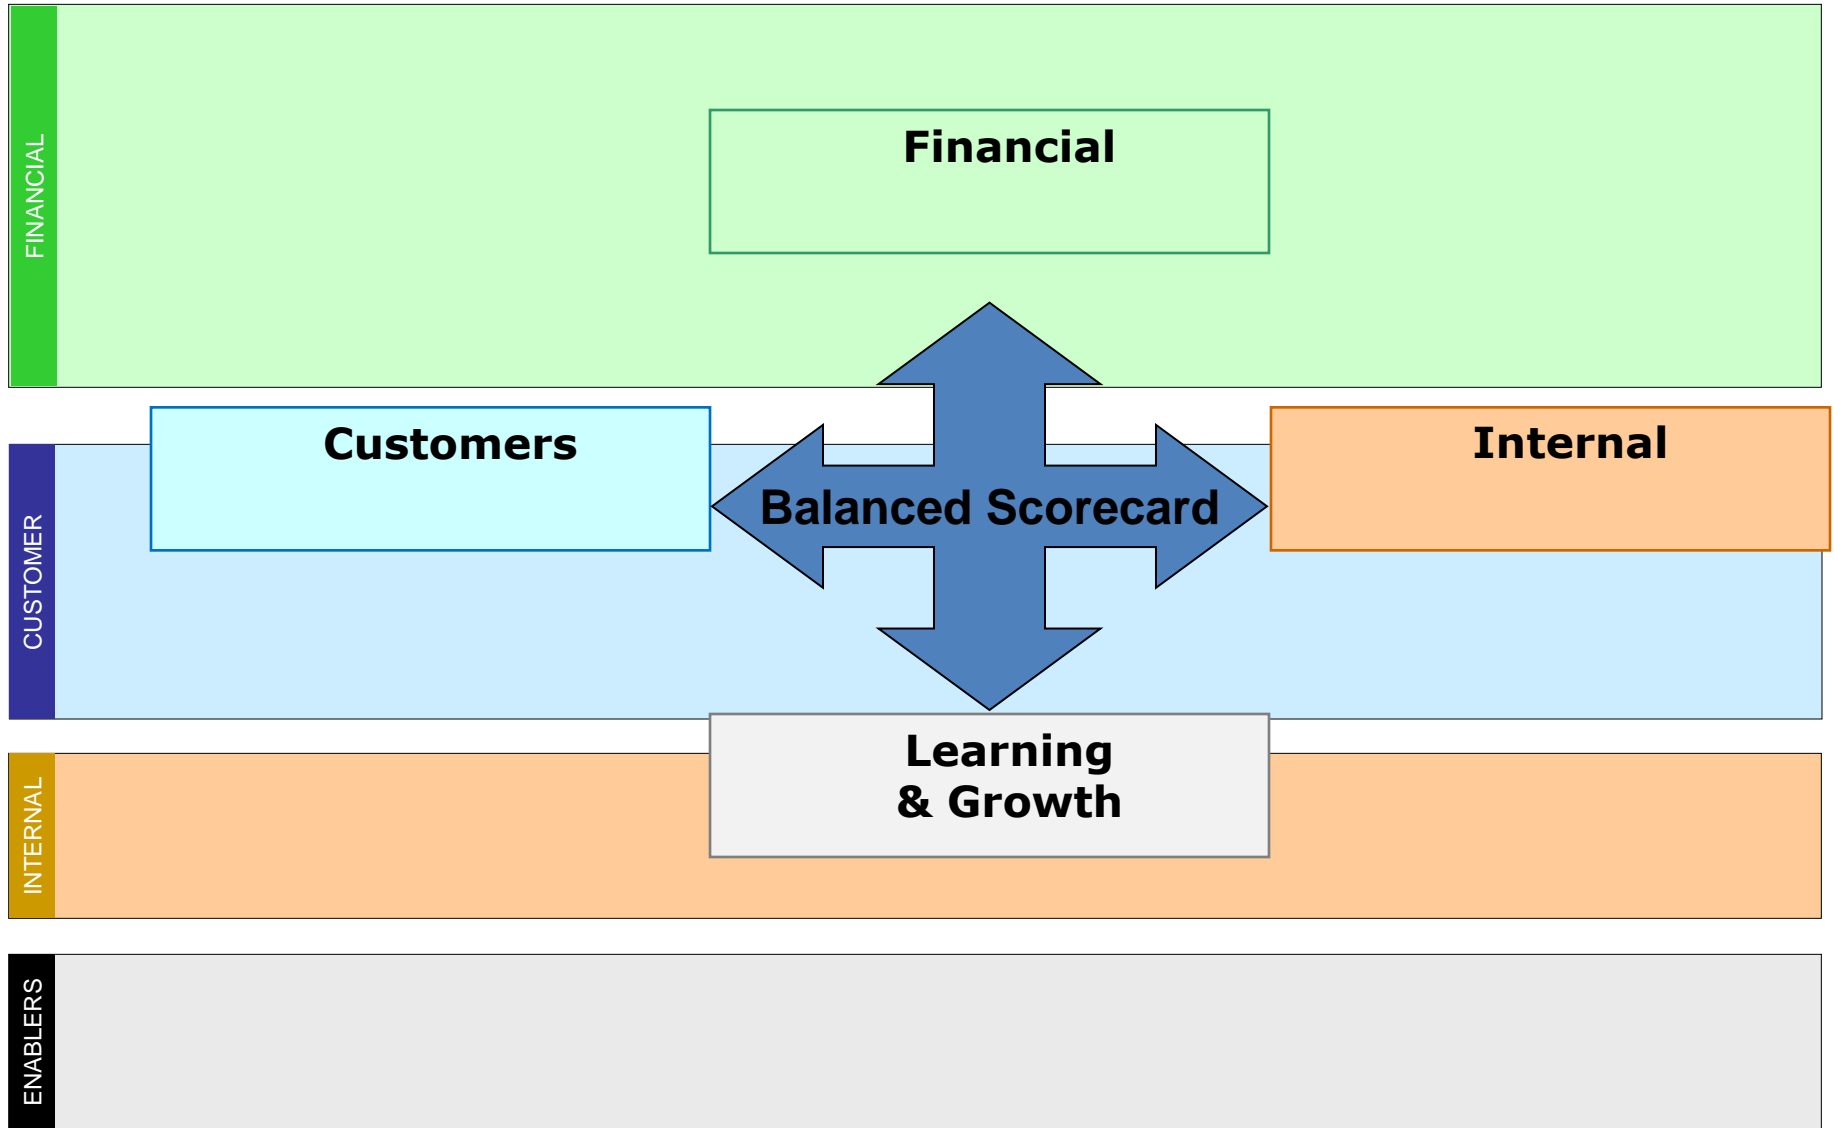 FINANCIAL
Financial
Customers
Internal
Balanced Scorecard
CUSTOMER
Learning
& Growth
INTERNAL
ENABLERS